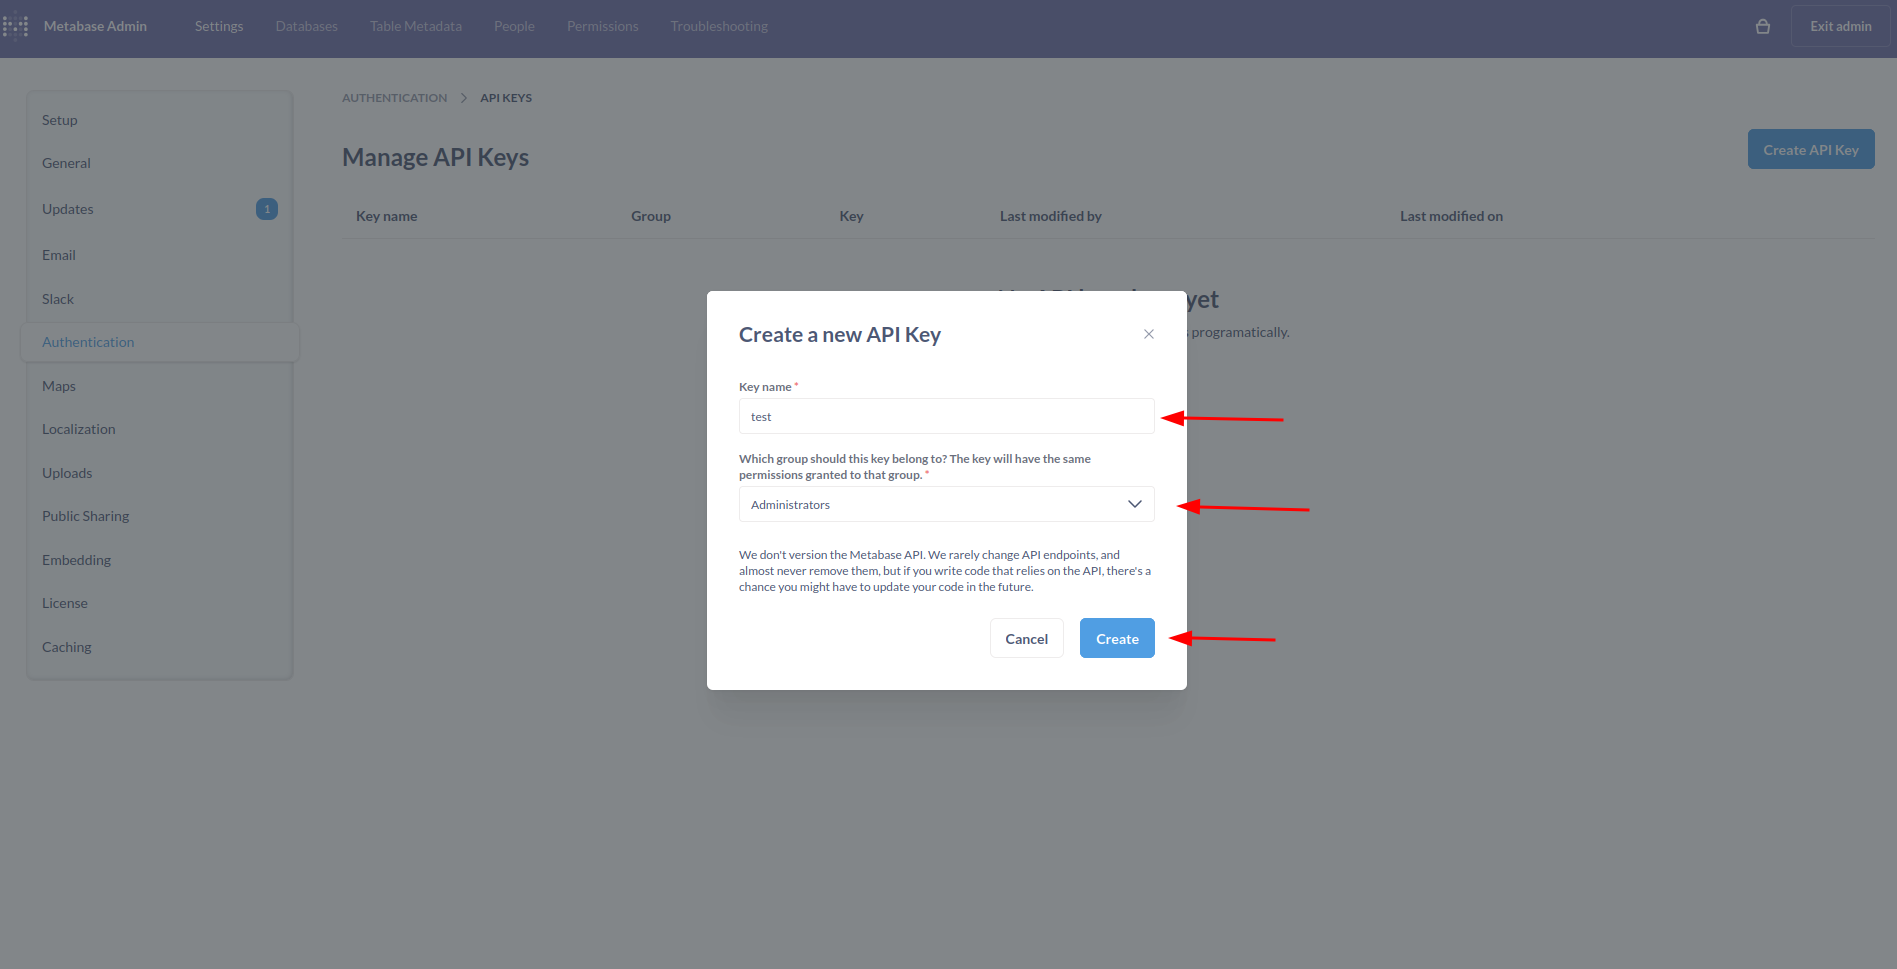 Metabase Admin Settings Databases Table Metadata People Permissions Troubleshooting Exit admin
AUTHENTICATION API KEYS
Setup
General
Updates 1
Email
Slack
Authentication
Maps
Localization
Uploads
Public Sharing
Embedding
License
Caching
Manage API Keys
Create API Key
Key name Group Key Last modified by Last modified on
yet
programatically.
Create a new API Key
Key name *
test
Which group should this key belong to? The key will have the same
permissions granted to that group. *
Administrators
We don't version the Metabase API. We rarely change API endpoints, and
almost never remove them, but if you write code that relies on the API, there's a
chance you might have to update your code in the future.
Cancel Create